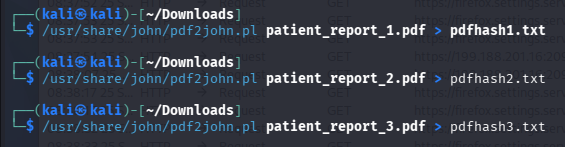 ┌──(kali㉿kali)-[~/Downloads]
└─$ /usr/share/john/pdf2john.pl patient_report_1.pdf > pdfhash1.txt
┌──(kali㉿kali)-[~/Downloads]
└─$ /usr/share/john/pdf2john.pl patient_report_2.pdf > pdfhash2.txt
┌──(kali㉿kali)-[~/Downloads]
└─$ /usr/share/john/pdf2john.pl patient_report_3.pdf > pdfhash3.txt